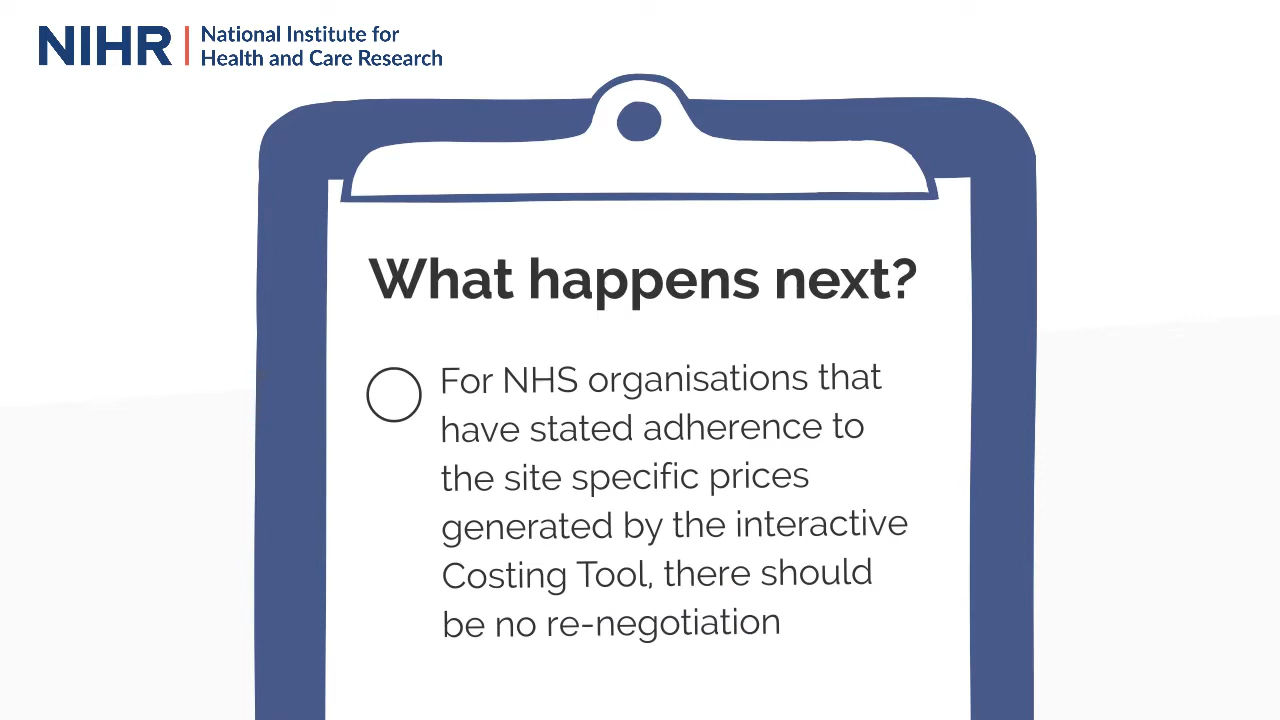 NIHR | National Institute for
Health and Care Research
What happens next?
For NHS organisations that
have stated adherence to
the site specific prices
generated by the interactive
Costing Tool, there should
be no re-negotiation